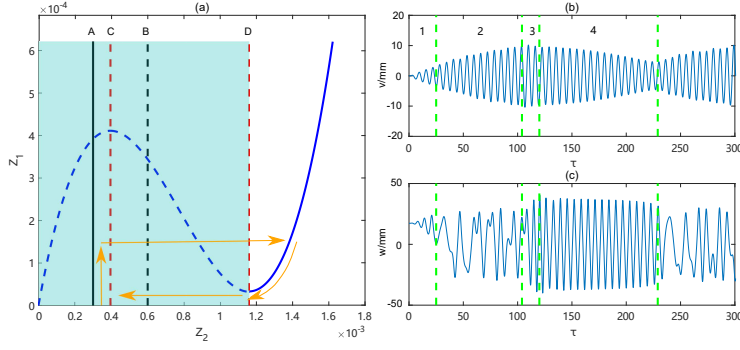 (a)
×10⁻⁴
A C B D
6
5
4
3
2
1
0
Z₁
0 0.2 0.4 0.6 0.8 1 1.2 1.4 1.6 1.8
×10⁻³
Z₂
(b)
1 2 3 4
20
10
0
-10
-20
v/mm
0 50 100 150 200 250 300
τ
(c)
50
0
-50
w/mm
0 50 100 150 200 250 300
τ